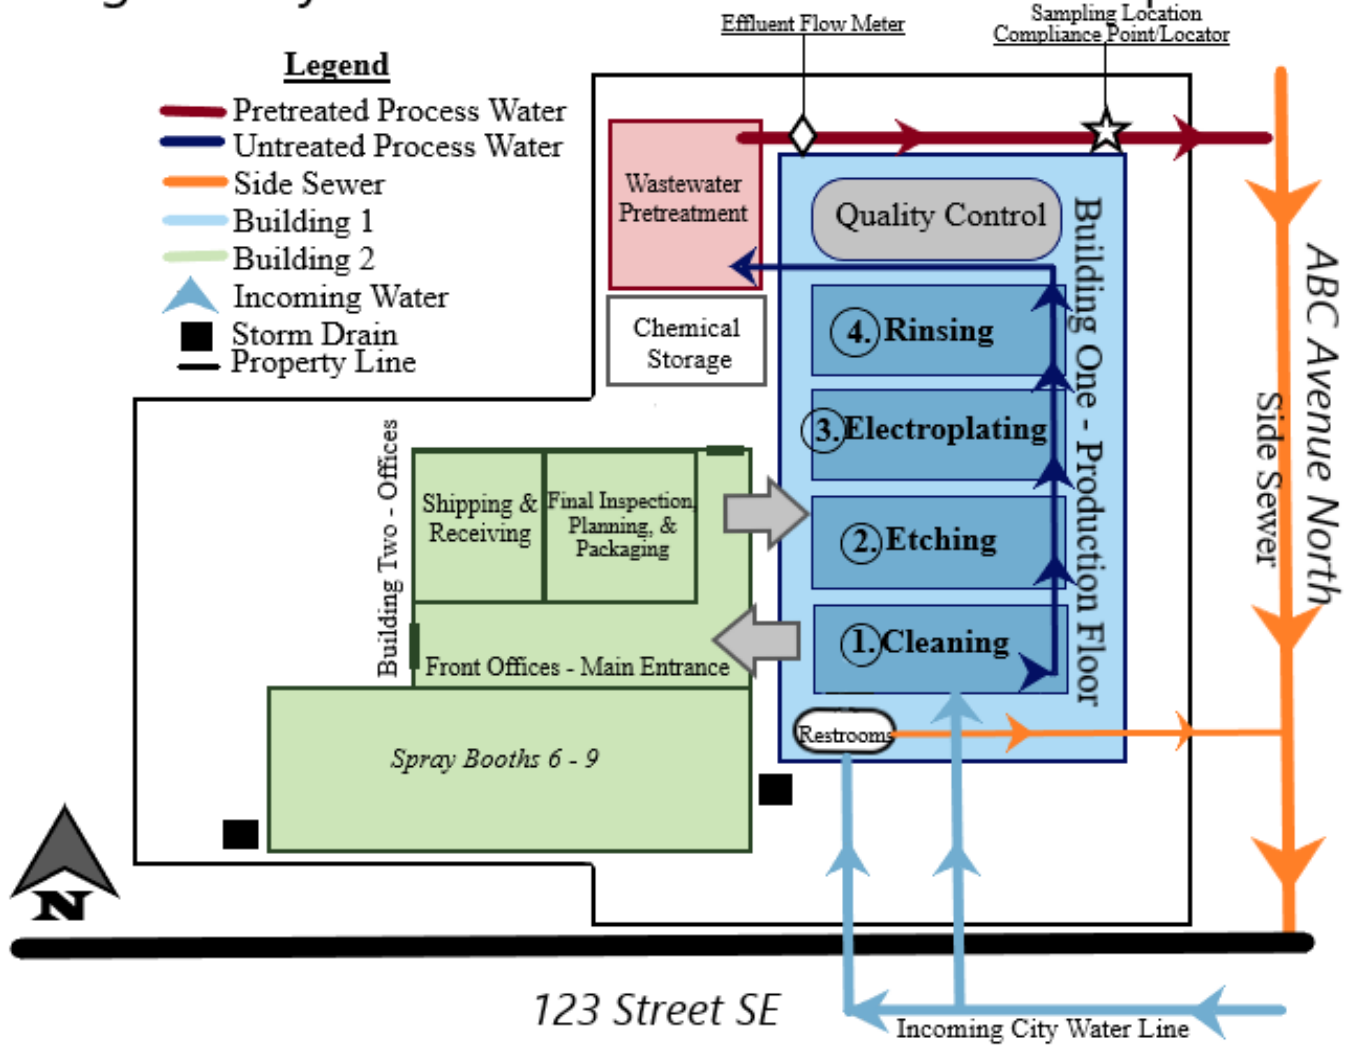 Effluent Flow Meter
Sampling Location
Compliance Point/Locator
Legend
Pretreated Process Water
Untreated Process Water
Side Sewer
Building 1
Building 2
Incoming Water
Storm Drain
Property Line
Wastewater
Pretreatment
Chemical
Storage
Quality Control
4. Rinsing
3. Electroplating
2. Etching
1. Cleaning
Restrooms
Building One - Production Floor
Building Two - Offices
Shipping &
Receiving
Final Inspection,
Planning, &
Packaging
Front Offices - Main Entrance
Spray Booths 6 - 9
Side Sewer
ABC Avenue North
N
123 Street SE
Incoming City Water Line